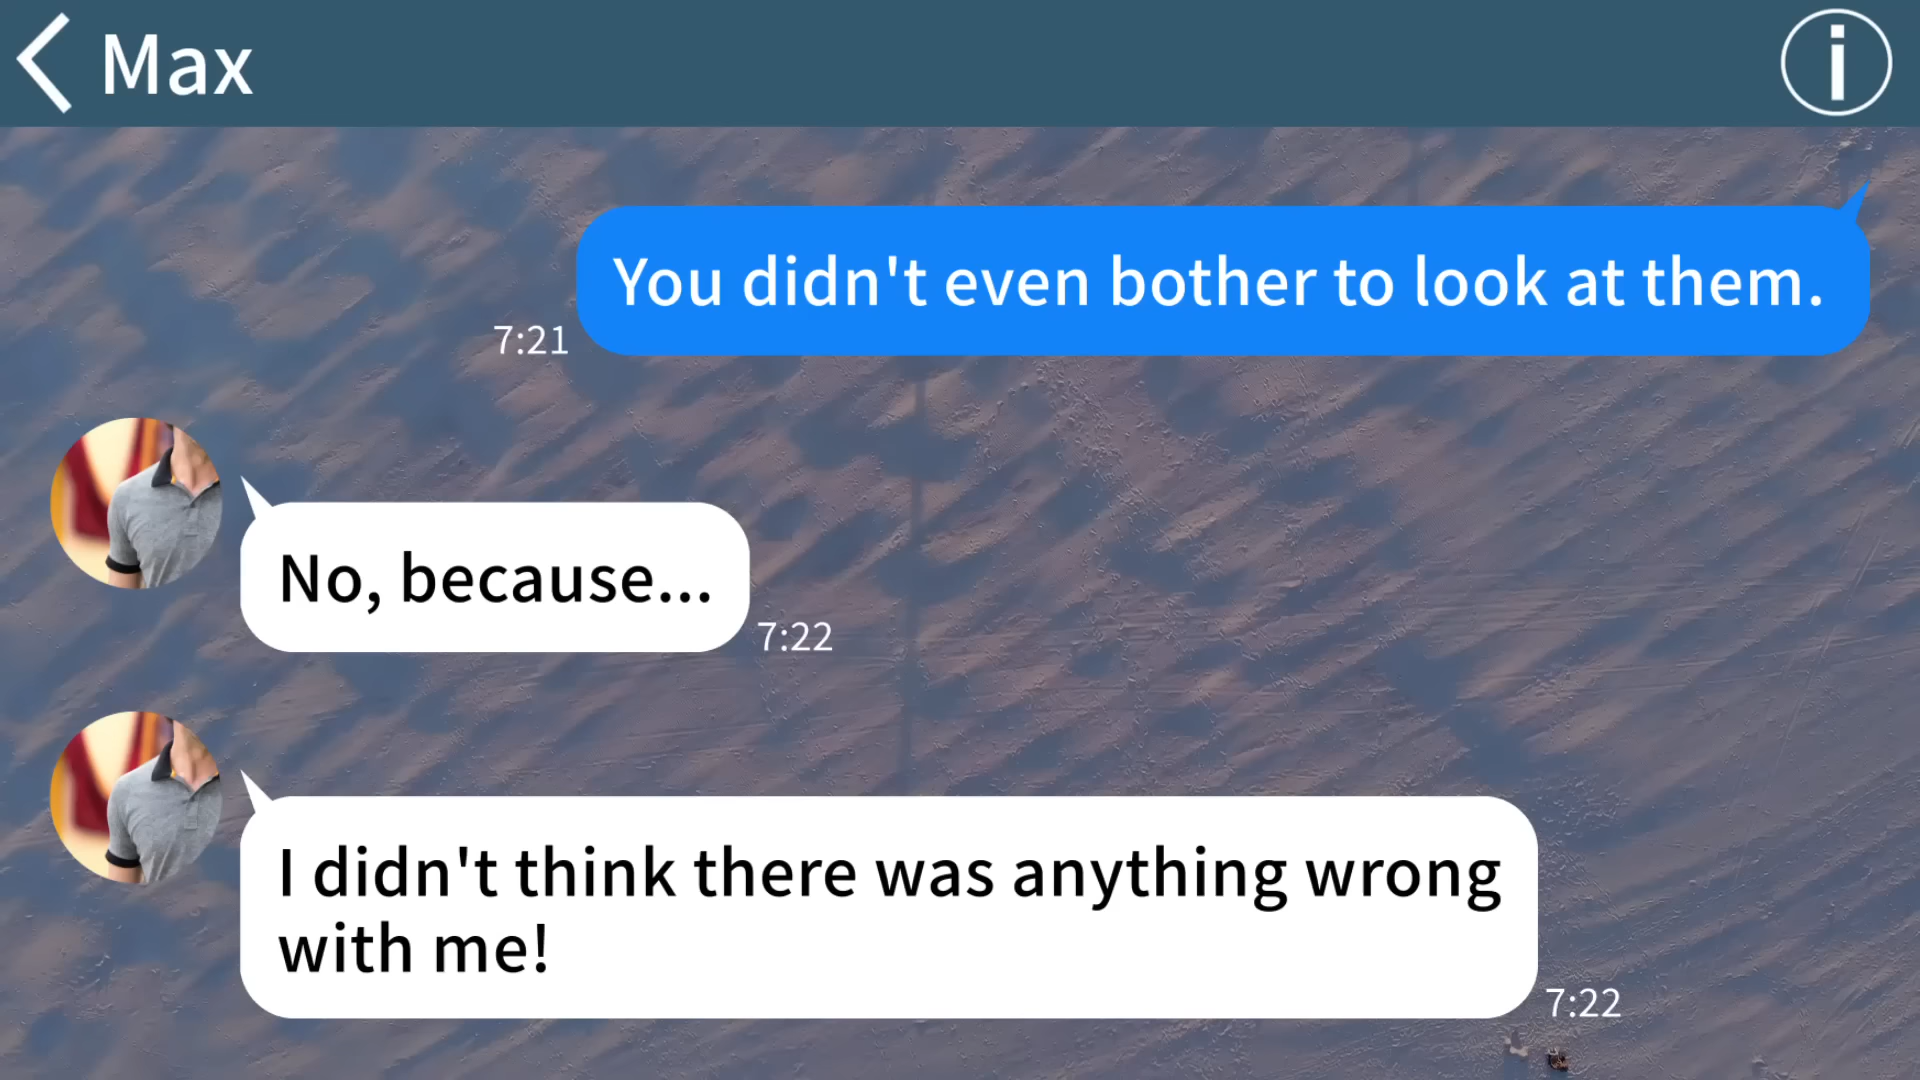 Max
You didn't even bother to look at them.
7:21
No, because...
7:22
I didn't think there was anything wrong
with me!
7:22